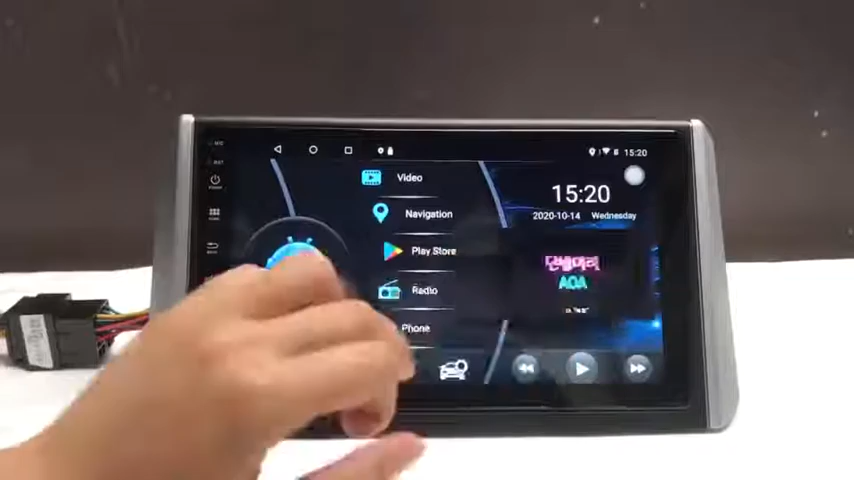 15:20
Video
Navigation
Play Store
Radio
Phone
15:20
2020-10-14 Wednesday
단발머리
AOA